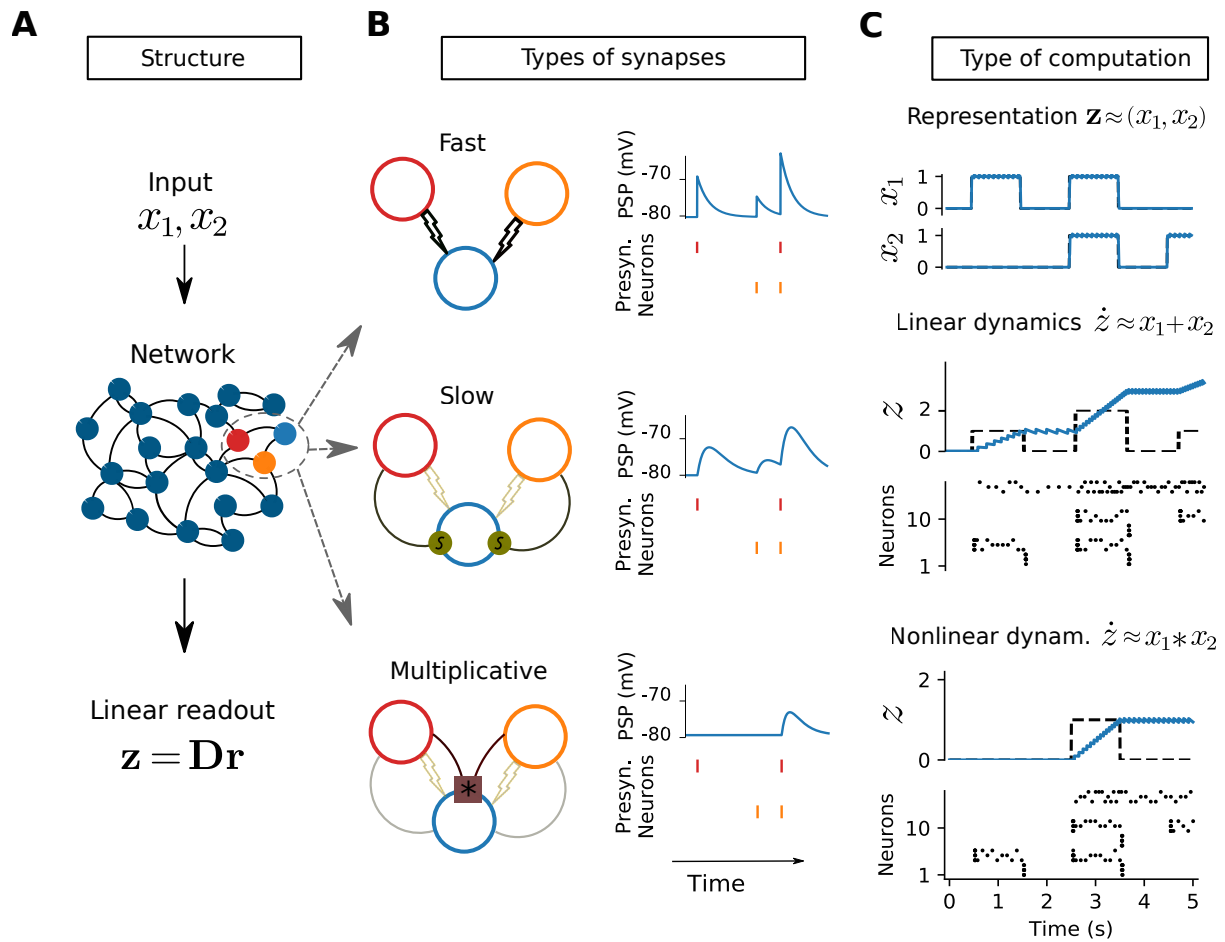 A
Structure
Input
x₁, x₂
Network
Linear readout
z = Dr
B
Types of synapses
Fast
PSP (mV)
-70
-80
Presyn.
Neurons
Slow
S
S
PSP (mV)
-70
-80
Presyn.
Neurons
Multiplicative
*
PSP (mV)
-70
-80
Presyn.
Neurons
Time
C
Type of computation
Representation z ≈ (x₁, x₂)
x₁
1
0
x₂
1
0
Linear dynamics ż ≈ x₁ + x₂
z
2
0
Neurons
10
1
Nonlinear dynam. ż ≈ x₁ * x₂
z
2
0
Neurons
10
1
0 1 2 3 4 5
Time (s)